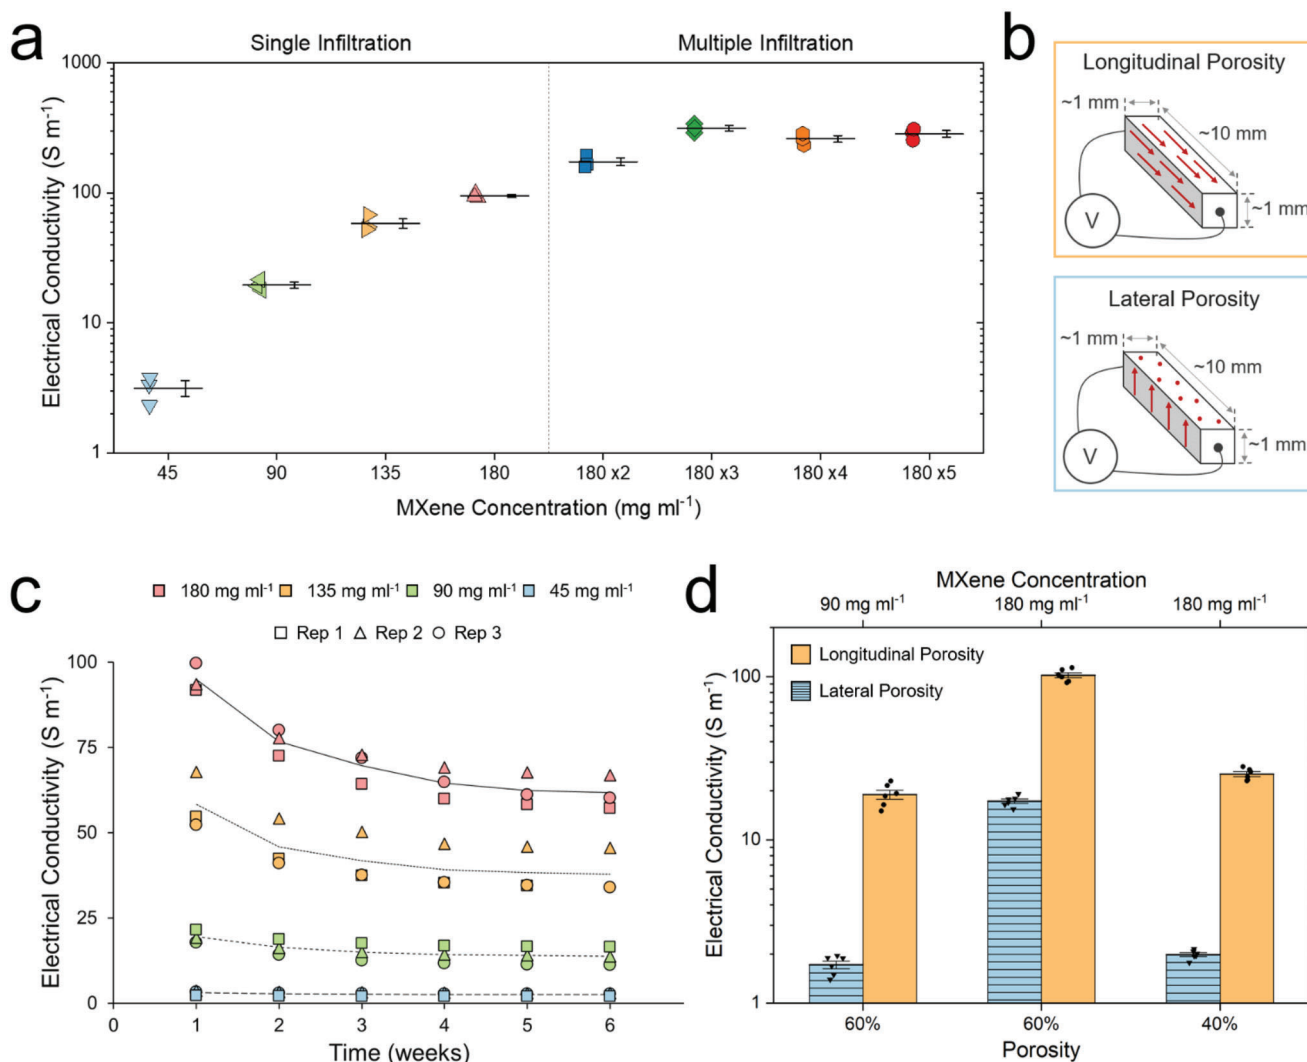 a
Single Infiltration
Multiple Infiltration
Electrical Conductivity (S m⁻¹)
1000
100
10
1
45
90
135
180
180 x2
180 x3
180 x4
180 x5
MXene Concentration (mg ml⁻¹)
b
Longitudinal Porosity
~1 mm
~10 mm
~1 mm
V
Lateral Porosity
~1 mm
~10 mm
~1 mm
V
c
180 mg ml⁻¹
135 mg ml⁻¹
90 mg ml⁻¹
45 mg ml⁻¹
Rep 1
Rep 2
Rep 3
Electrical Conductivity (S m⁻¹)
100
75
50
25
0
0
1
2
3
4
5
6
Time (weeks)
d
MXene Concentration
90 mg ml⁻¹
180 mg ml⁻¹
180 mg ml⁻¹
Longitudinal Porosity
Lateral Porosity
Electrical Conductivity (S m⁻¹)
100
10
1
60%
60%
40%
Porosity